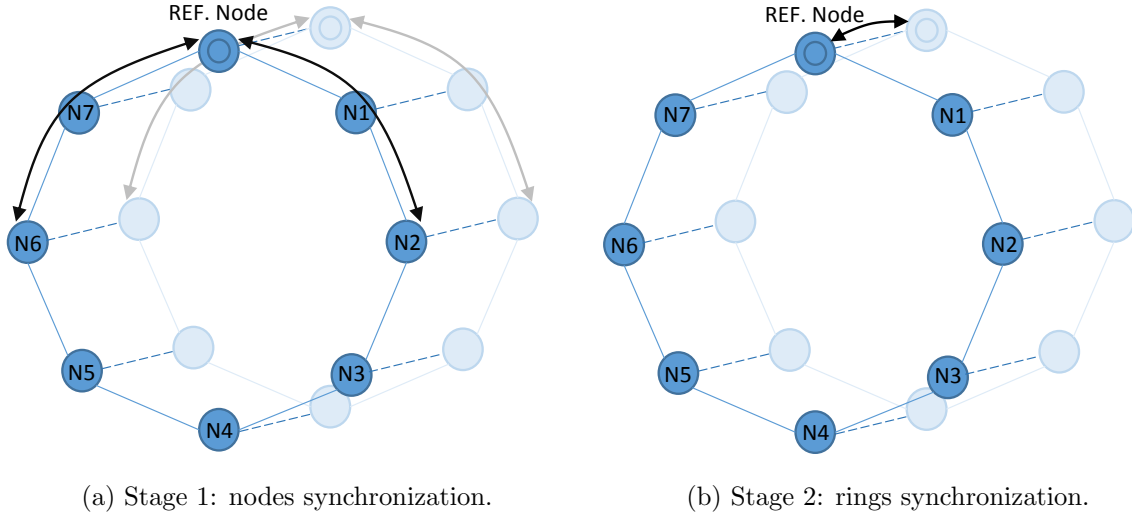 REF. Node
N7
N1
N6
N2
N5
N3
N4
(a) Stage 1: nodes synchronization.
REF. Node
N7
N1
N6
N2
N5
N3
N4
(b) Stage 2: rings synchronization.